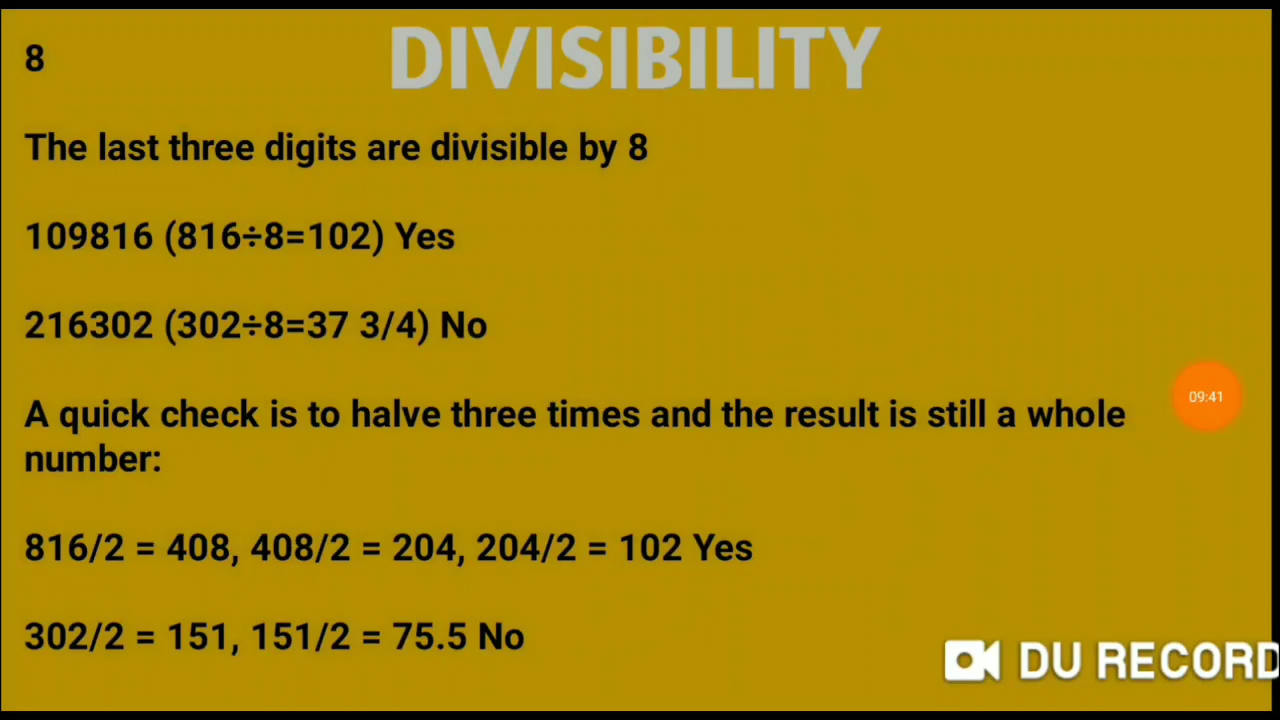 DIVISIBILITY
8
The last three digits are divisible by 8
109816 (816÷8=102) Yes
216302 (302÷8=37 3/4) No
A quick check is to halve three times and the result is still a whole
number:
09:41
816/2 = 408, 408/2 = 204, 204/2 = 102 Yes
302/2 = 151, 151/2 = 75.5 No
DU RECORD